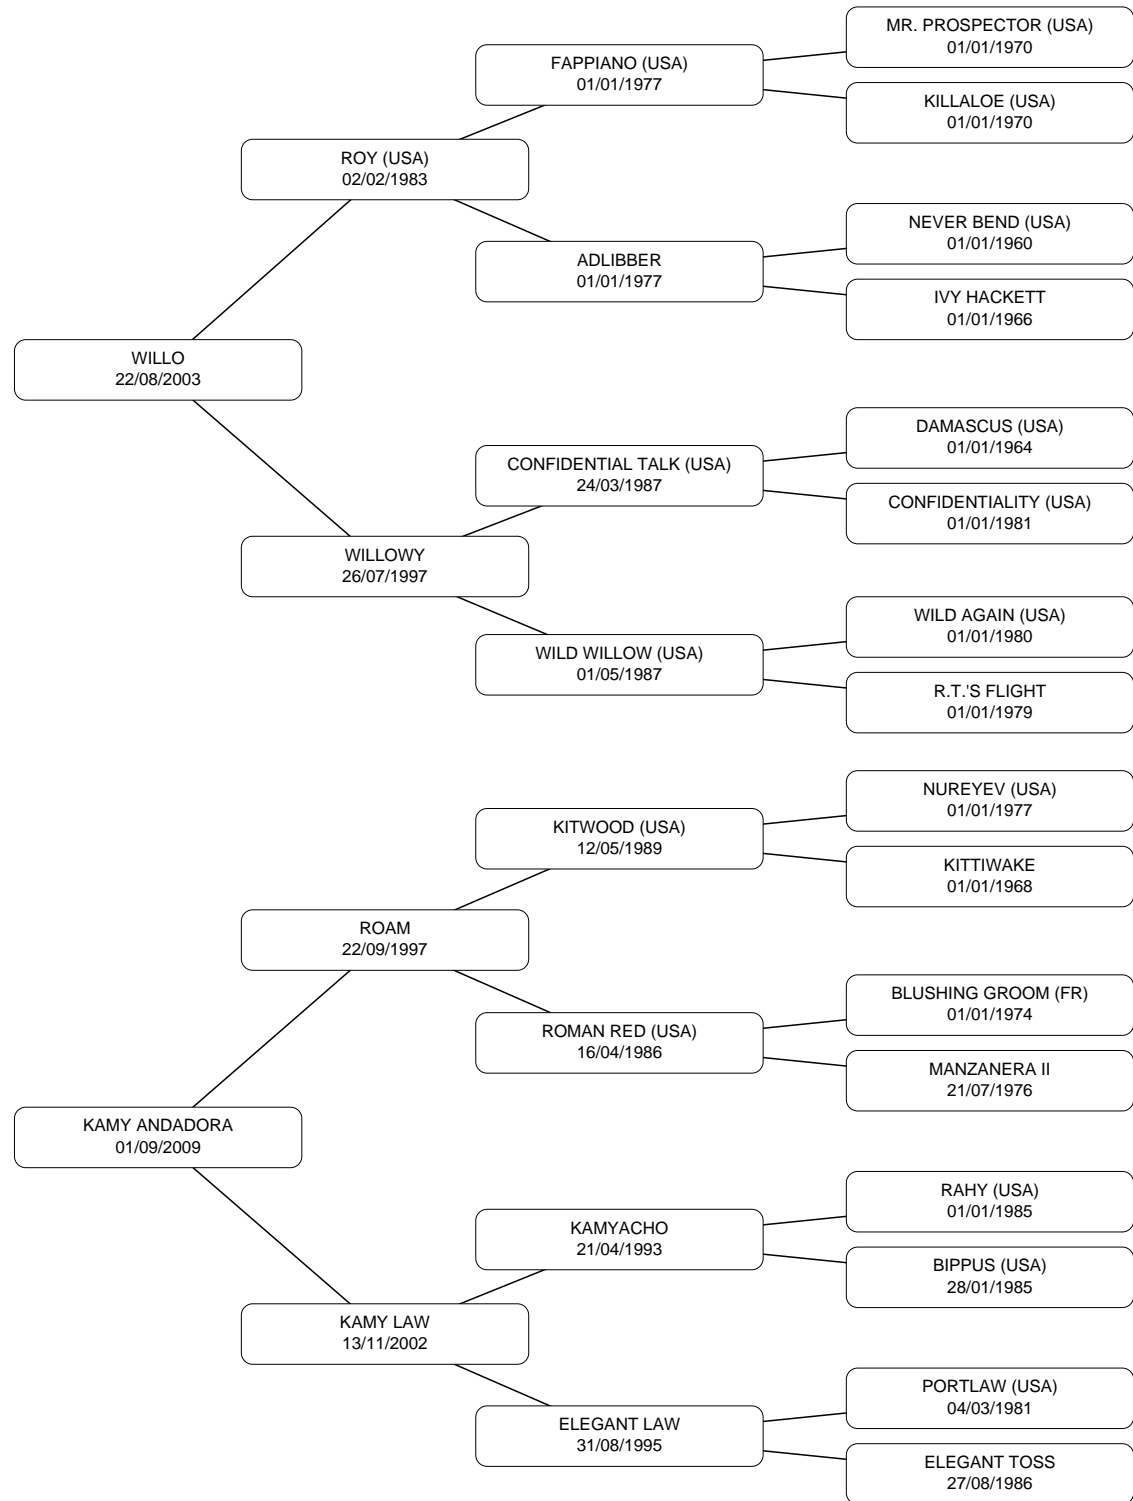 MR. PROSPECTOR (USA)
01/01/1970
FAPPIANO (USA)
01/01/1977
KILLALOE (USA)
01/01/1970
ROY (USA)
02/02/1983
NEVER BEND (USA)
01/01/1960
ADLIBBER
01/01/1977
IVY HACKETT
01/01/1966
WILLO
22/08/2003
DAMASCUS (USA)
01/01/1964
CONFIDENTIAL TALK (USA)
24/03/1987
CONFIDENTIALITY (USA)
01/01/1981
WILLOWY
26/07/1997
WILD AGAIN (USA)
01/01/1980
WILD WILLOW (USA)
01/05/1987
R.T.'S FLIGHT
01/01/1979
NUREYEV (USA)
01/01/1977
KITWOOD (USA)
12/05/1989
KITTIWAKE
01/01/1968
ROAM
22/09/1997
BLUSHING GROOM (FR)
01/01/1974
ROMAN RED (USA)
16/04/1986
MANZANERA II
21/07/1976
KAMY ANDADORA
01/09/2009
RAHY (USA)
01/01/1985
KAMYACHO
21/04/1993
BIPPUS (USA)
28/01/1985
KAMY LAW
13/11/2002
PORTLAW (USA)
04/03/1981
ELEGANT LAW
31/08/1995
ELEGANT TOSS
27/08/1986